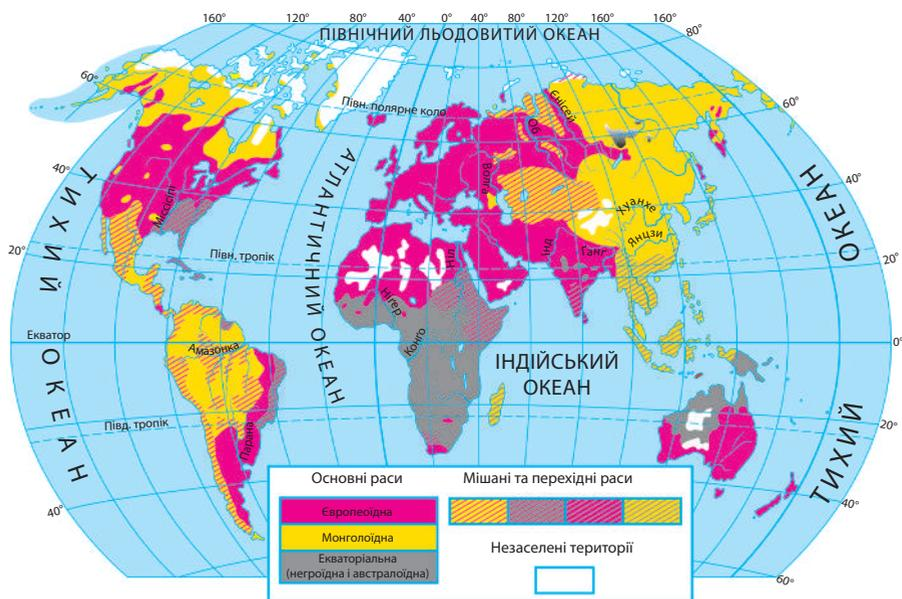 160° 120° 80° 40° 0° 40° 80° 120° 160° 160°
80°
ПІВНІЧНИЙ ЛЬОДОВИТИЙ ОКЕАН
60°
60°
Півн. полярне коло
Єнісей
Об
Волга
40°
40°
ТИХИЙ ОКЕАН
АТЛАНТИЧНИЙ ОКЕАН
ТИХИЙ ОКЕАН
Міссісіпі
Хуанхе
Янцзи
Інд
Ганг
Ніл
20°
20°
Півн. тропік
Нігер
Конго
Екватор
0°
Амазонка
ІНДІЙСЬКИЙ
ОКЕАН
Півд. тропік
20°
Парана
40°
40°
60°
Основні раси
Європеоїдна
Монголоїдна
Екваторіальна
(негроїдна і австралоїдна)
Мішані та перехідні раси
Незаселені території